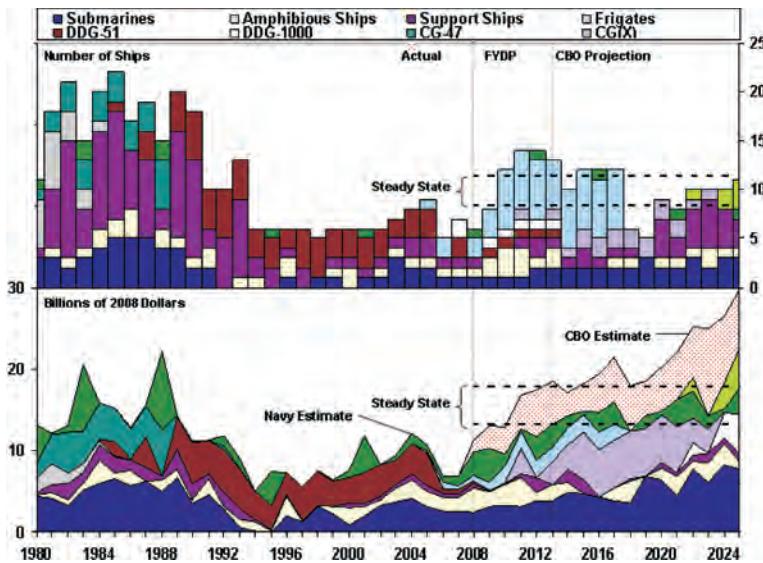 Submarines Amphibious Ships Support Ships Frigates
DDG-51 DDG-1000 CG-47 CG(X)
Number of Ships Actual FYDP CBO Projection 25
20
15
Steady State 10
5
30 0
Billions of 2008 Dollars
CBO Estimate
20
Steady State
Navy Estimate
10
0
1980 1984 1988 1992 1996 2000 2004 2008 2012 2016 2020 2024